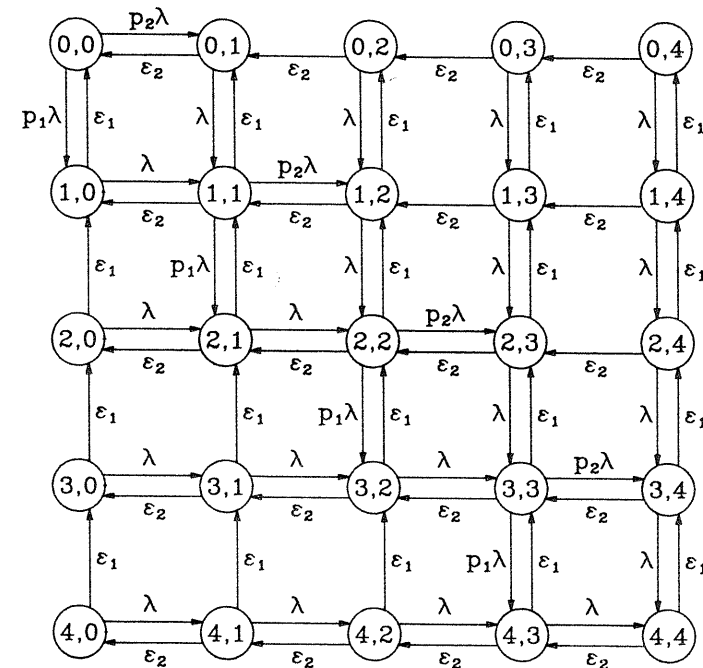 p₂λ
0,0 0,1 0,2 0,3 0,4
ε₂ ε₂ ε₂ ε₂
p₁λ ε₁ λ ε₁ λ ε₁ λ ε₁ λ ε₁
λ p₂λ
1,0 1,1 1,2 1,3 1,4
ε₂ ε₂ ε₂ ε₂
ε₁ p₁λ ε₁ λ ε₁ λ ε₁ λ ε₁
λ λ p₂λ
2,0 2,1 2,2 2,3 2,4
ε₂ ε₂ ε₂ ε₂
ε₁ ε₁ p₁λ ε₁ λ ε₁ λ ε₁
λ λ λ p₂λ
3,0 3,1 3,2 3,3 3,4
ε₂ ε₂ ε₂ ε₂
ε₁ ε₁ ε₁ p₁λ ε₁ λ ε₁
λ λ λ λ
4,0 4,1 4,2 4,3 4,4
ε₂ ε₂ ε₂ ε₂